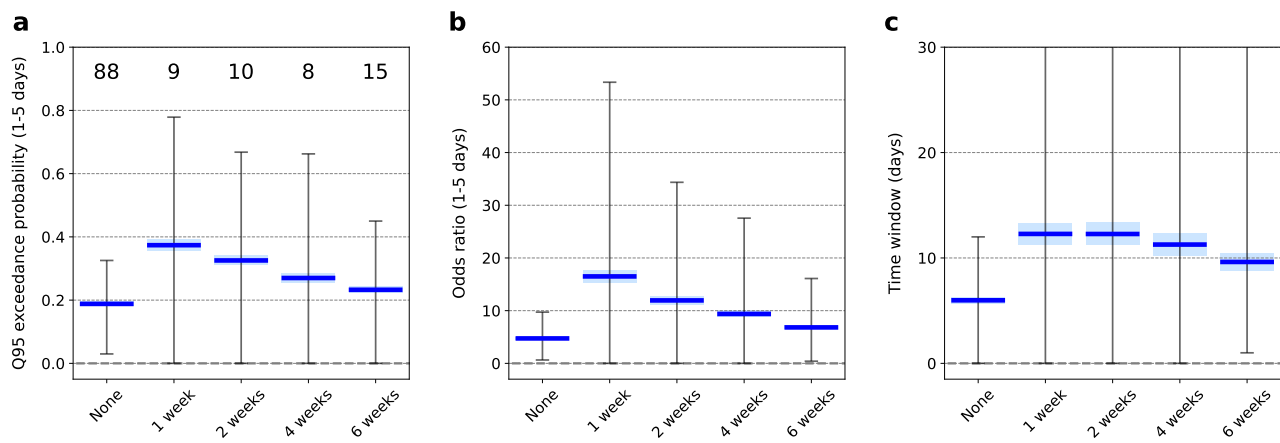 a
Q95 exceedance probability (1-5 days)
1.0
0.8
0.6
0.4
0.2
0.0
88 9 10 8 15
None 1 week 2 weeks 4 weeks 6 weeks
b
Odds ratio (1-5 days)
60
50
40
30
20
10
0
None 1 week 2 weeks 4 weeks 6 weeks
c
Time window (days)
30
20
10
0
None 1 week 2 weeks 4 weeks 6 weeks